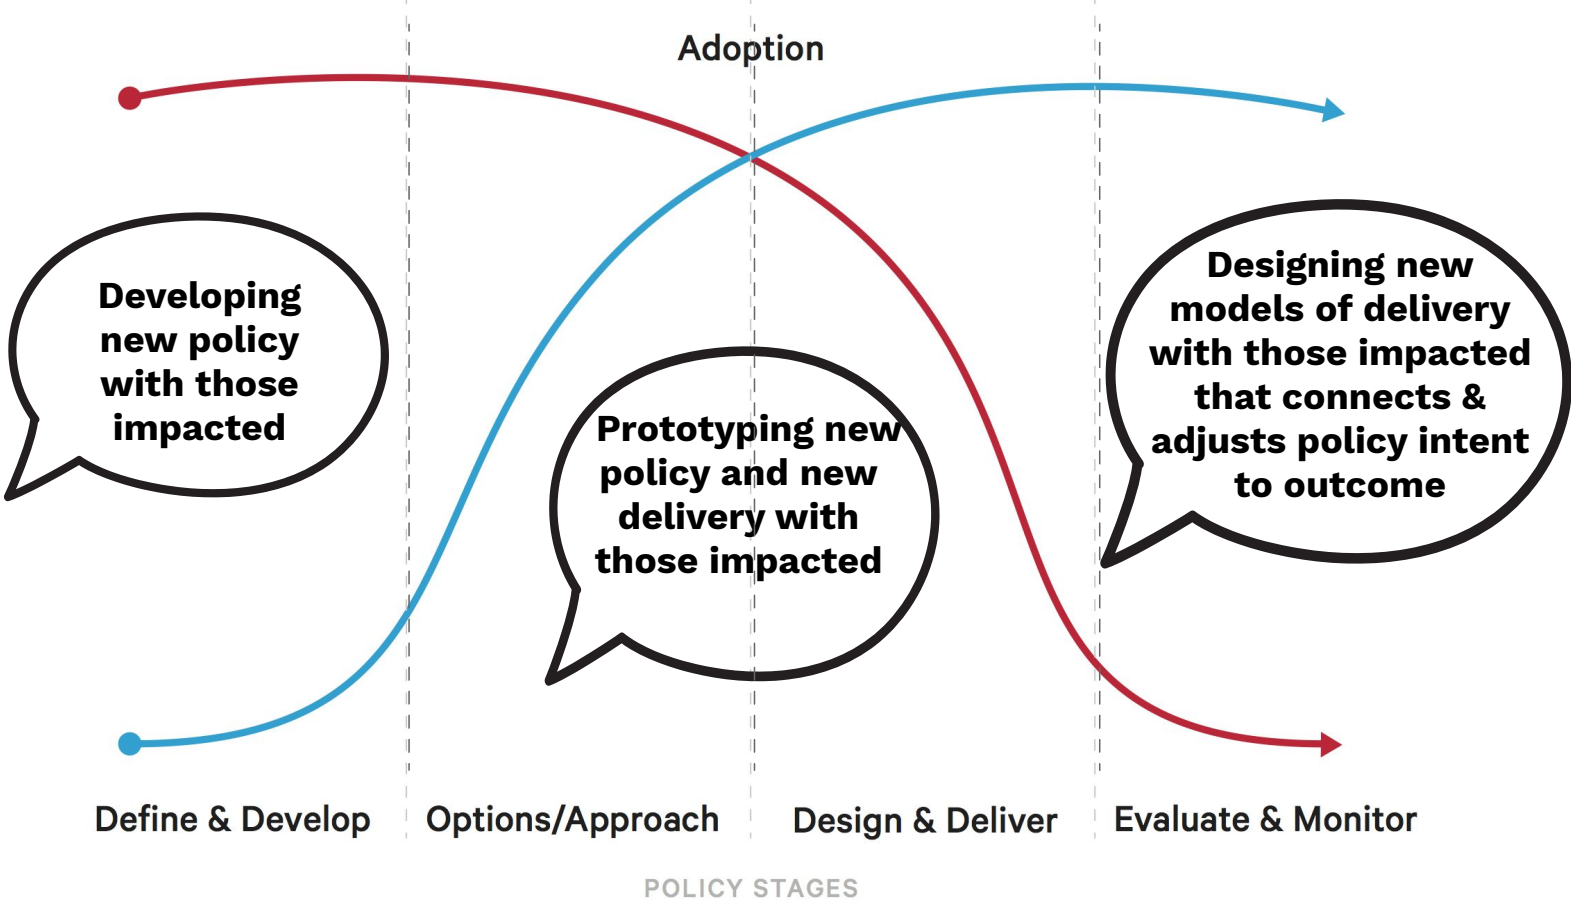 Adoption
Developing
new policy
with those
impacted
Prototyping new
policy and new
delivery with
those impacted
Designing new
models of delivery
with those impacted
that connects &
adjusts policy intent
to outcome
Define & Develop
Options/Approach
Design & Deliver
Evaluate & Monitor
POLICY STAGES